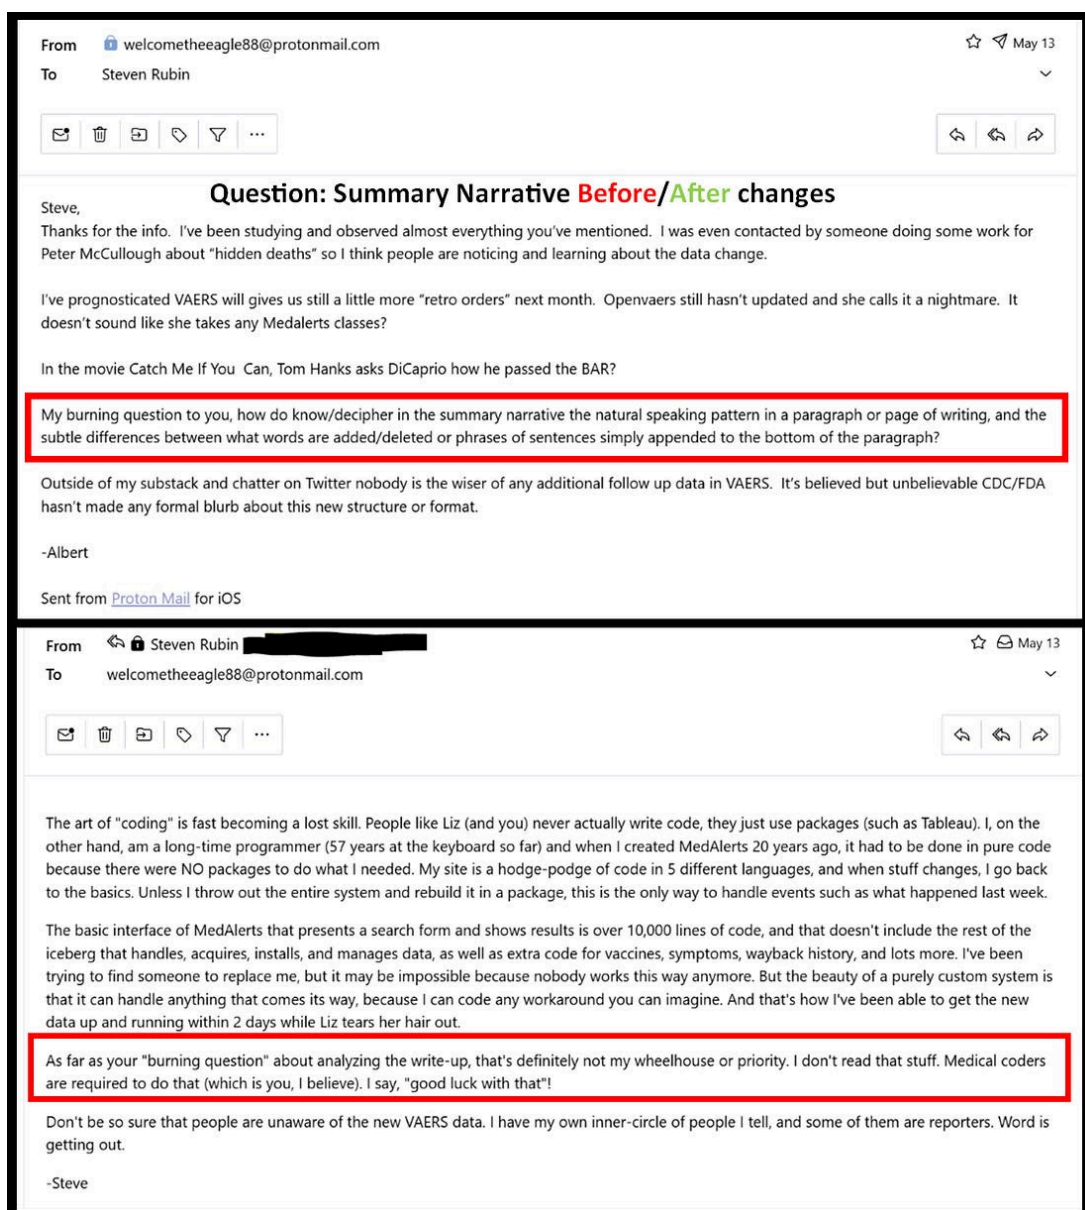 From welcometheeagle88@protonmail.com May 13
To Steven Rubin
Question: Summary Narrative Before/After changes
Steve,
Thanks for the info. I've been studying and observed almost everything you've mentioned. I was even contacted by someone doing some work for
Peter McCullough about "hidden deaths" so I think people are noticing and learning about the data change.
I've prognosticated VAERS will gives us still a little more "retro orders" next month. Openvaers still hasn't updated and she calls it a nightmare. It
doesn't sound like she takes any Medalerts classes?
In the movie Catch Me If You Can, Tom Hanks asks DiCaprio how he passed the BAR?
My burning question to you, how do know/decipher in the summary narrative the natural speaking pattern in a paragraph or page of writing, and the
subtle differences between what words are added/deleted or phrases of sentences simply appended to the bottom of the paragraph?
Outside of my substack and chatter on Twitter nobody is the wiser of any additional follow up data in VAERS. It's believed but unbelievable CDC/FDA
hasn't made any formal blurb about this new structure or format.
-Albert
Sent from Proton Mail for iOS
From Steven Rubin May 13
To welcometheeagle88@protonmail.com
The art of "coding" is fast becoming a lost skill. People like Liz (and you) never actually write code, they just use packages (such as Tableau). I, on the
other hand, am a long-time programmer (57 years at the keyboard so far) and when I created MedAlerts 20 years ago, it had to be done in pure code
because there were NO packages to do what I needed. My site is a hodge-podge of code in 5 different languages, and when stuff changes, I go back
to the basics. Unless I throw out the entire system and rebuild it in a package, this is the only way to handle events such as what happened last week.
The basic interface of MedAlerts that presents a search form and shows results is over 10,000 lines of code, and that doesn't include the rest of the
iceberg that handles, acquires, installs, and manages data, as well as extra code for vaccines, symptoms, wayback history, and lots more. I've been
trying to find someone to replace me, but it may be impossible because nobody works this way anymore. But the beauty of a purely custom system is
that it can handle anything that comes its way, because I can code any workaround you can imagine. And that's how I've been able to get the new
data up and running within 2 days while Liz tears her hair out.
As far as your "burning question" about analyzing the write-up, that's definitely not my wheelhouse or priority. I don't read that stuff. Medical coders
are required to do that (which is you, I believe). I say, "good luck with that"!
Don't be so sure that people are unaware of the new VAERS data. I have my own inner-circle of people I tell, and some of them are reporters. Word is
getting out.
-Steve